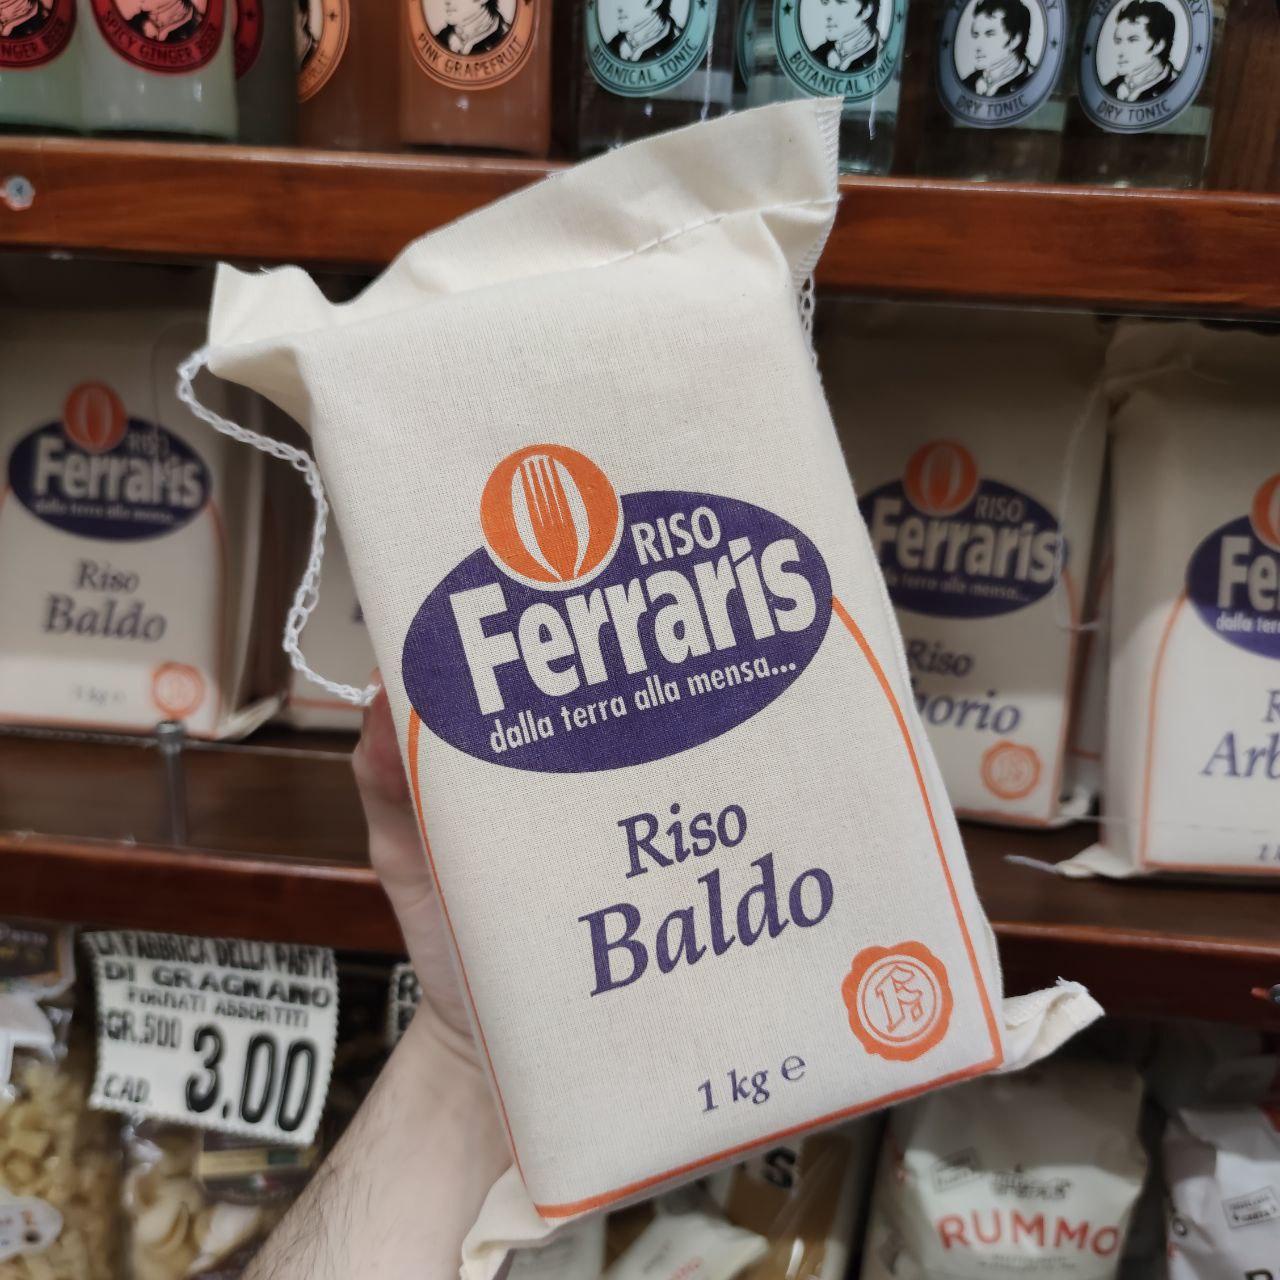 SPICY GINGER BEER
PINK GRAPEFRUIT
BOTANICAL TONIC
BOTANICAL TONIC
DRY TONIC
DRY TONIC
RISO
Ferraris
dalla terra alla mensa...
Riso
Baldo
1 kg e
RISO
Ferraris
dalla terra alla mensa...
Riso
Baldo
1 kg ℮
RISO
Ferraris
dalla terra alla mensa...
Riso
LA FABBRICA DELLA PASTA
DI GRAGNANO
FORMATI ASSORTITI
GR.500
CAD. 3.00
RUMMO